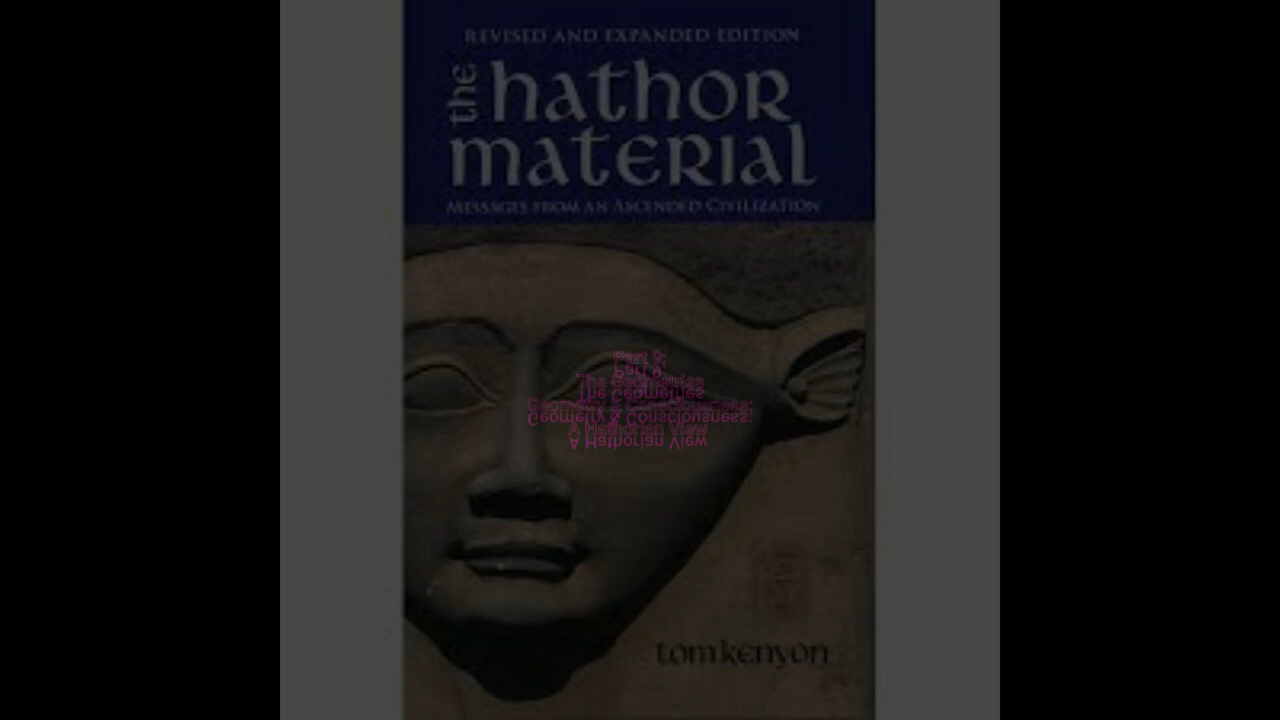 REVISED AND EXPANDED EDITION
the hathor
material
MESSAGES FROM AN ASCENDED CIVILIZATION
Part 9:
The Geometries
Geometry & Consciousness:
A Hathorian View
tom kenyon